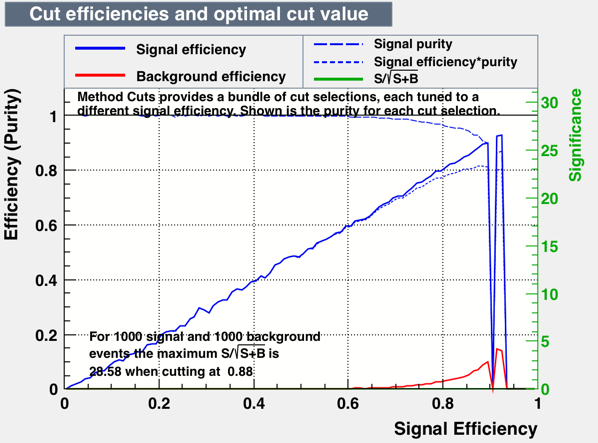 Cut efficiencies and optimal cut value
Signal efficiency
Background efficiency
Signal purity
Signal efficiency*purity
S/√S+B
Method Cuts provides a bundle of cut selections, each tuned to a
different signal efficiency. Shown is the purity for each cut selection.
Efficiency (Purity)
1
0.8
0.6
0.4
0.2
0
30
25
20
15
10
5
0
Significance
For 1000 signal and 1000 background
events the maximum S/√S+B is
28.58 when cutting at 0.88
0
0.2
0.4
0.6
0.8
1
Signal Efficiency